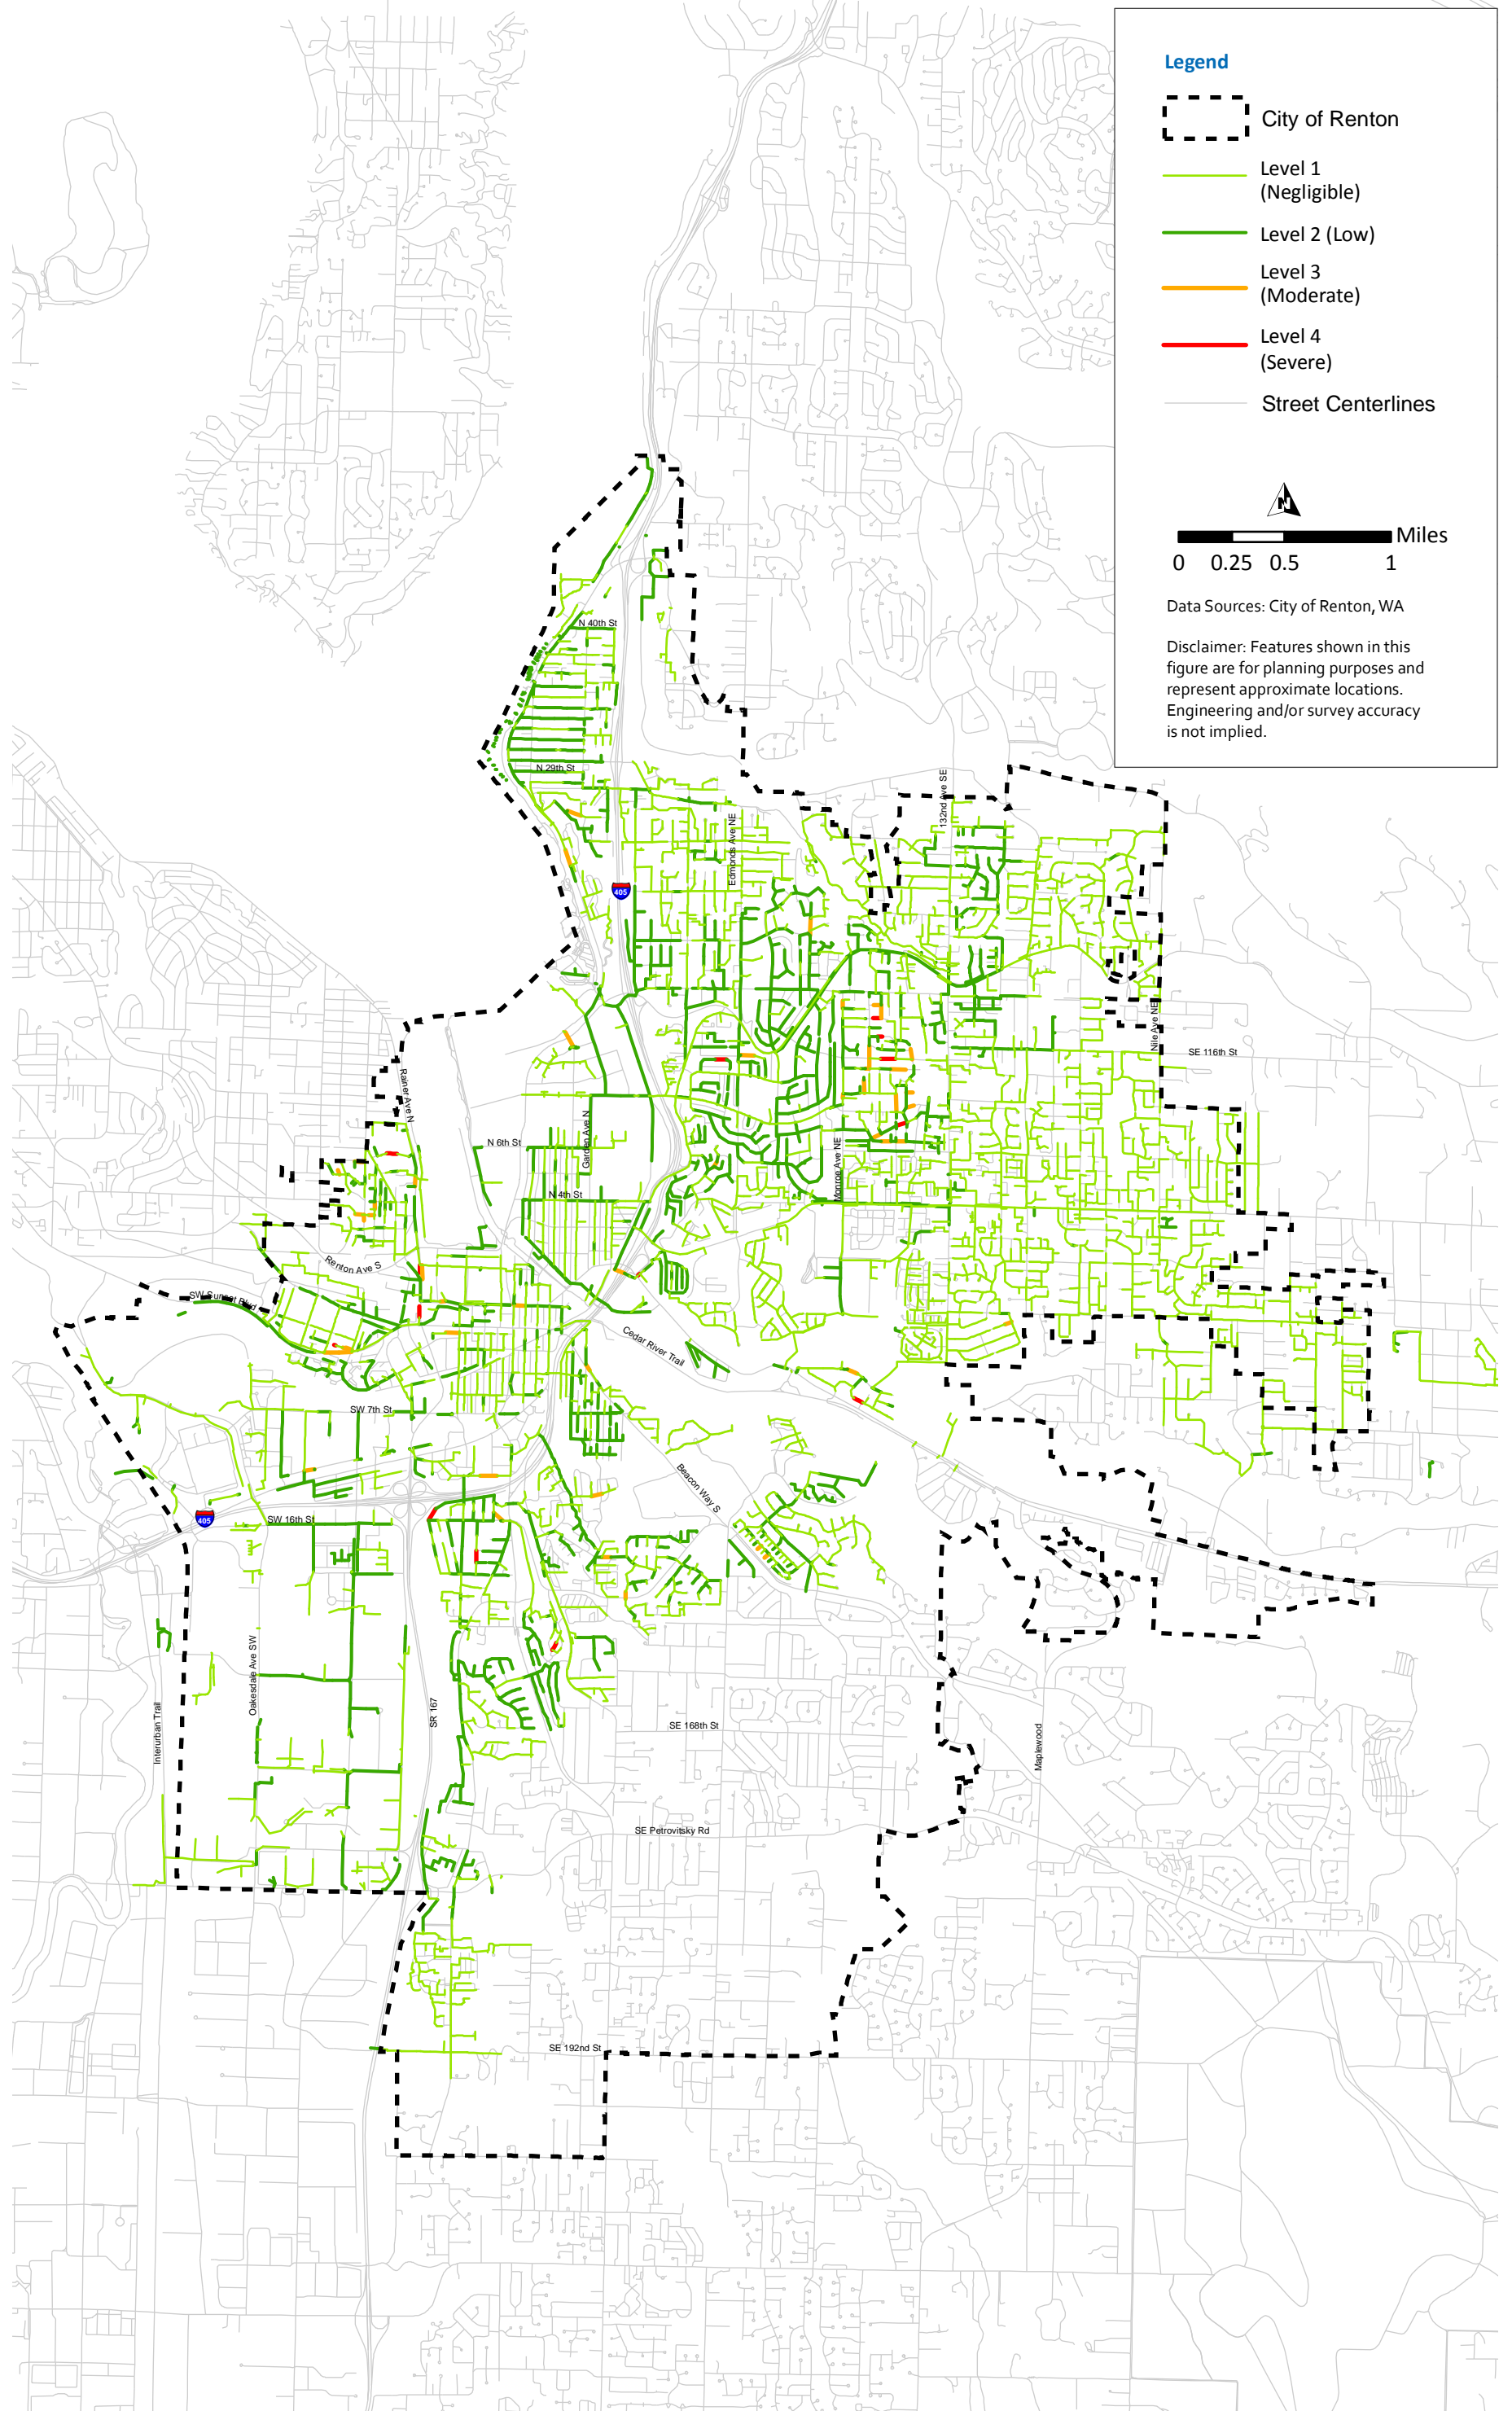 Legend
City of Renton
Level 1
(Negligible)
Level 2 (Low)
Level 3
(Moderate)
Level 4
(Severe)
Street Centerlines
N
Miles
0 0.25 0.5 1
Data Sources: City of Renton, WA
Disclaimer: Features shown in this
figure are for planning purposes and
represent approximate locations.
Engineering and/or survey accuracy
is not implied.
N 40th St
N 29th St
132nd Ave SE
Edmonds Ave NE
405
Nile Ave NE
SE 116th St
Rainer Ave N
Garden Ave N
N 6th St
Monroe Ave NE
N 4th St
Renton Ave S
SW Sunset Blvd
Cedar River Trail
SW 7th St
Beacon Way S
405
SW 16th St
Oakesdale Ave SW
Interurban Trail
SR 167
SE 168th St
Maplewood
SE Petrovitsky Rd
SE 192nd St